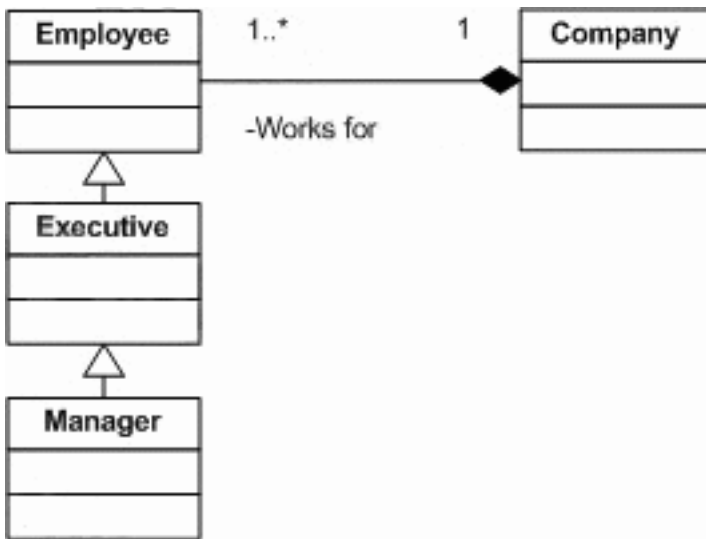 Employee
1..*
1
Company
-Works for
Executive
Manager